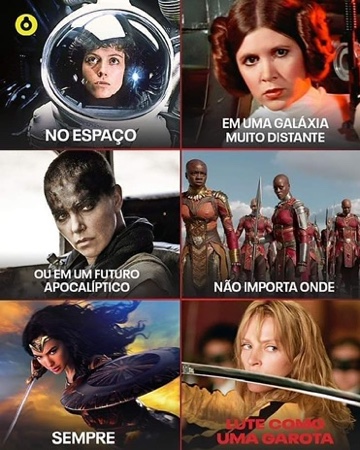 NO ESPAÇO
EM UMA GALÁXIA
MUITO DISTANTE
OU EM UM FUTURO
APOCALÍPTICO
NÃO IMPORTA ONDE
SEMPRE
LUTE COMO
UMA GAROTA